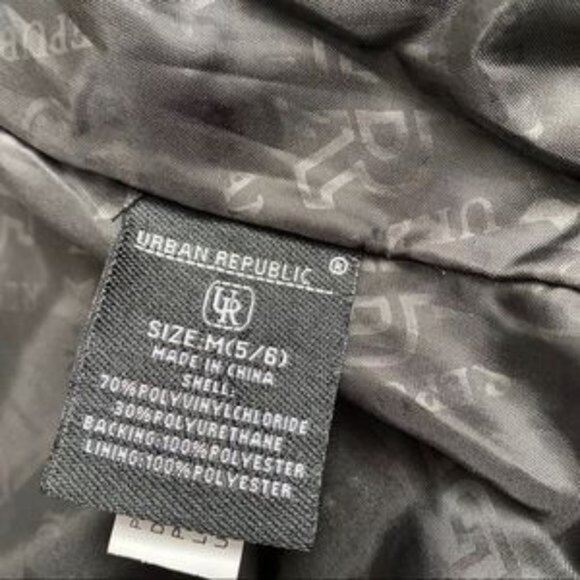 URBAN REPUBLIC ®
UR
SIZE:M(5/6)
MADE IN CHINA
SHELL:
70%POLYVINYLCHLORIDE
30%POLYURETHANE
BACKING:100%POLYESTER
LINING:100%POLYESTER